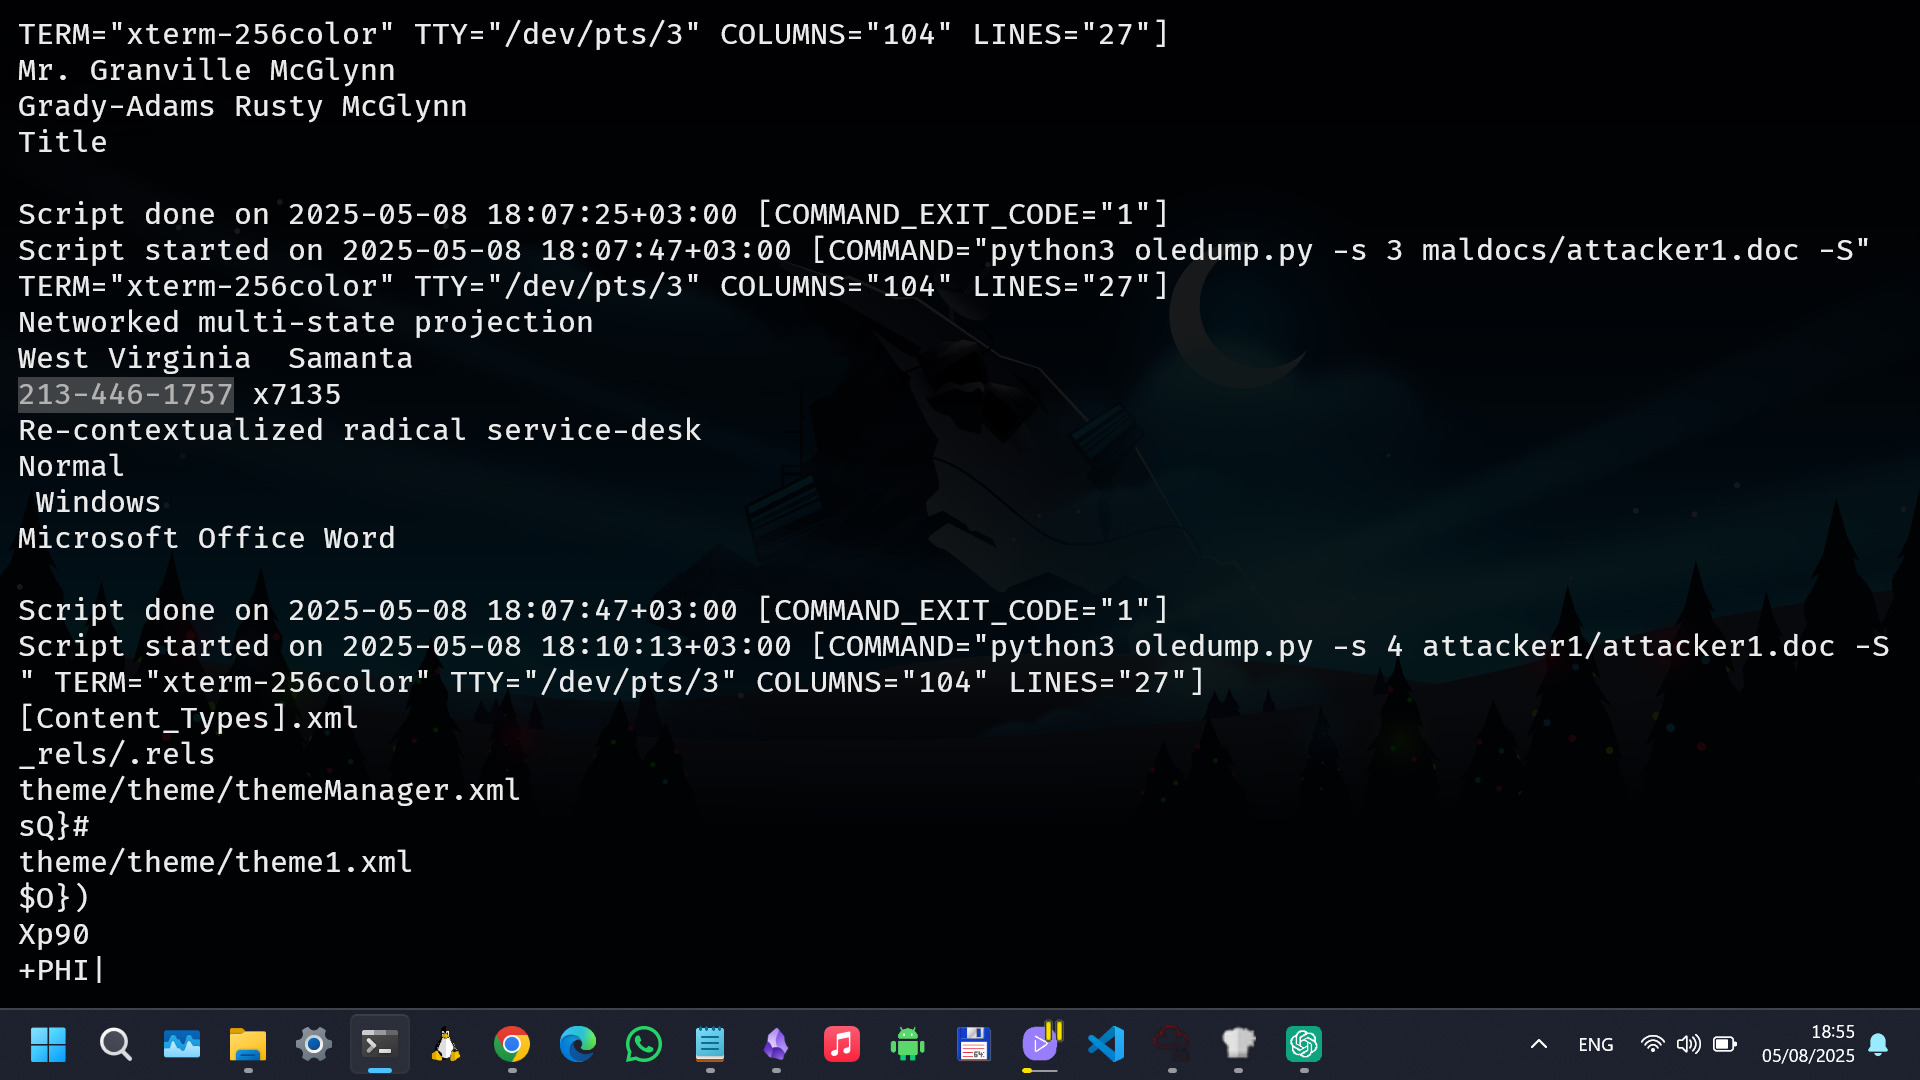 TERM="xterm-256color" TTY="/dev/pts/3" COLUMNS="104" LINES="27"]
Mr. Granville McGlynn
Grady-Adams Rusty McGlynn
Title
Script done on 2025-05-08 18:07:25+03:00 [COMMAND_EXIT_CODE="1"]
Script started on 2025-05-08 18:07:47+03:00 [COMMAND="python3 oledump.py -s 3 maldocs/attacker1.doc -S"
TERM="xterm-256color" TTY="/dev/pts/3" COLUMNS="104" LINES="27"]
Networked multi-state projection
West Virginia  Samanta
213-446-1757 x7135
Re-contextualized radical service-desk
Normal
 Windows
Microsoft Office Word
Script done on 2025-05-08 18:07:47+03:00 [COMMAND_EXIT_CODE="1"]
Script started on 2025-05-08 18:10:13+03:00 [COMMAND="python3 oledump.py -s 4 attacker1/attacker1.doc -S
" TERM="xterm-256color" TTY="/dev/pts/3" COLUMNS="104" LINES="27"]
[Content_Types].xml
_rels/.rels
theme/theme/themeManager.xml
sQ}#
theme/theme/theme1.xml
$O})
Xp90
+PHI|
64
ENG
18:55
05/08/2025